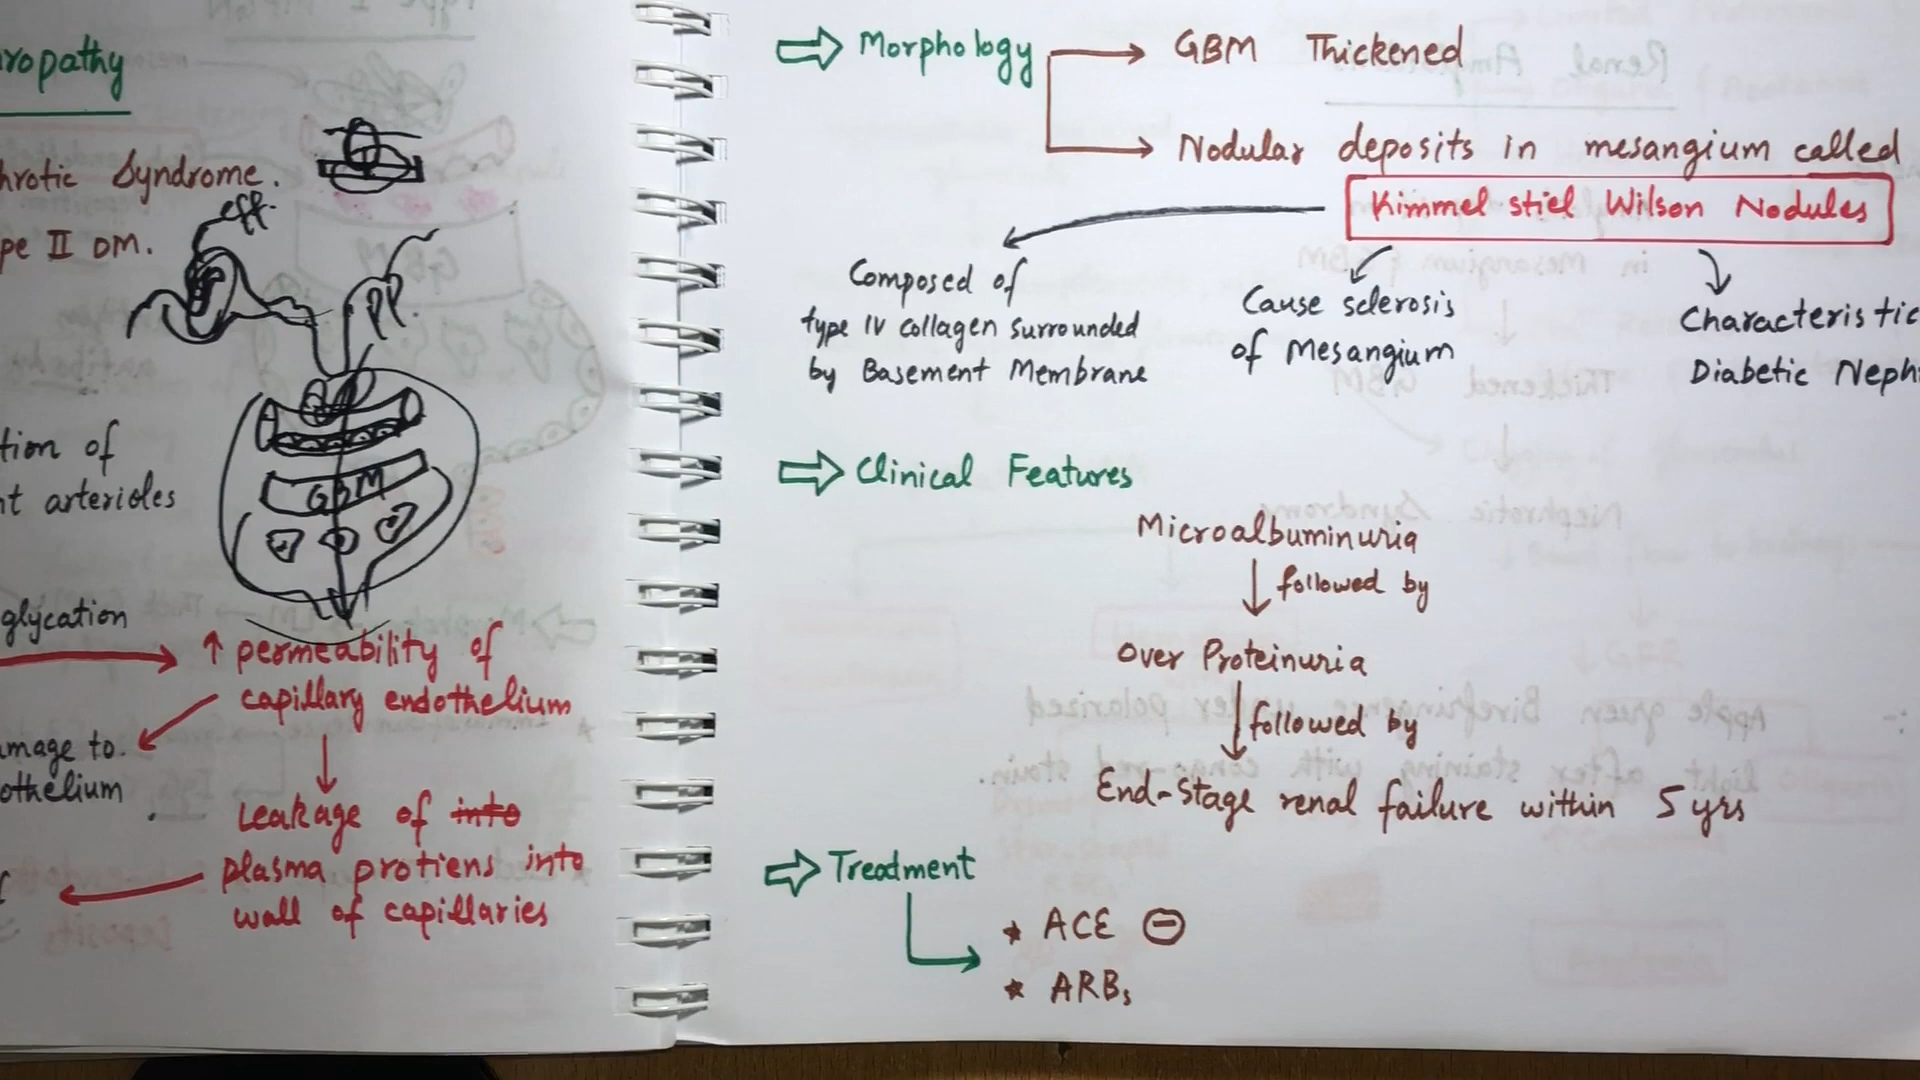 ropathy
hrotic Syndrome.
eff.
pe II DM.
PP.
tion of
nt arterioles
GBM
glycation
↑ permeability of
capillary endothelium
mage to
othelium
Leakage of into
plasma protiens into
wall of capillaries
⇒ Morphology → GBM Thickened
→ Nodular deposits in mesangium called
Kimmel stiel Wilson Nodules
Composed of
type IV collagen surrounded
by Basement Membrane
Cause sclerosis
of Mesangium
Characteristic
Diabetic Neph
⇒ Clinical Features
Microalbuminuria
↓ followed by
Over Proteinuria
↓ followed by
End-Stage renal failure within 5 yrs
⇒ Treatment
* ACE ⊖
* ARBs